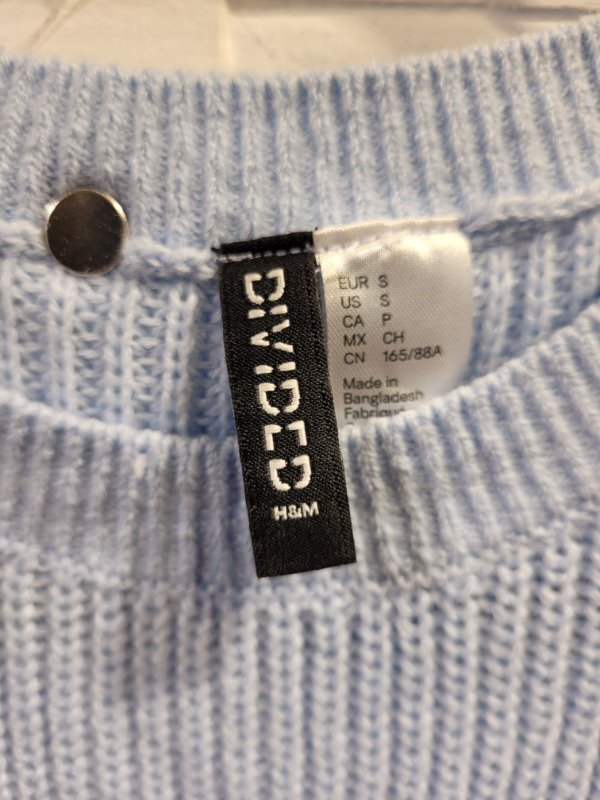 DIVIDED
H&M
EUR S
US S
CA P
MX CH
CN 165/88A
Made in
Bangladesh